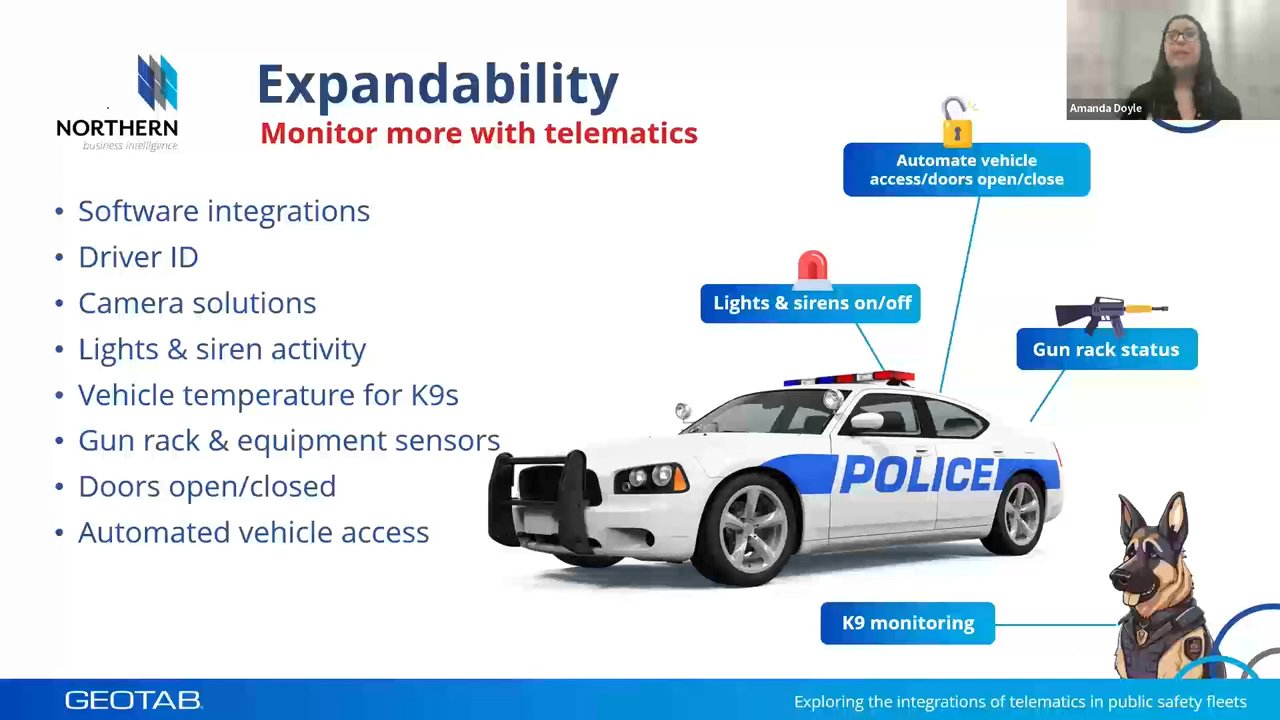 NORTHERN
business intelligence
Expandability
Monitor more with telematics
Amanda Doyle
• Software integrations
• Driver ID
• Camera solutions
• Lights & siren activity
• Vehicle temperature for K9s
• Gun rack & equipment sensors
• Doors open/closed
• Automated vehicle access
Automate vehicle
access/doors open/close
Lights & sirens on/off
Gun rack status
POLICE
K9 monitoring
GEOTAB
Exploring the integrations of telematics in public safety fleets